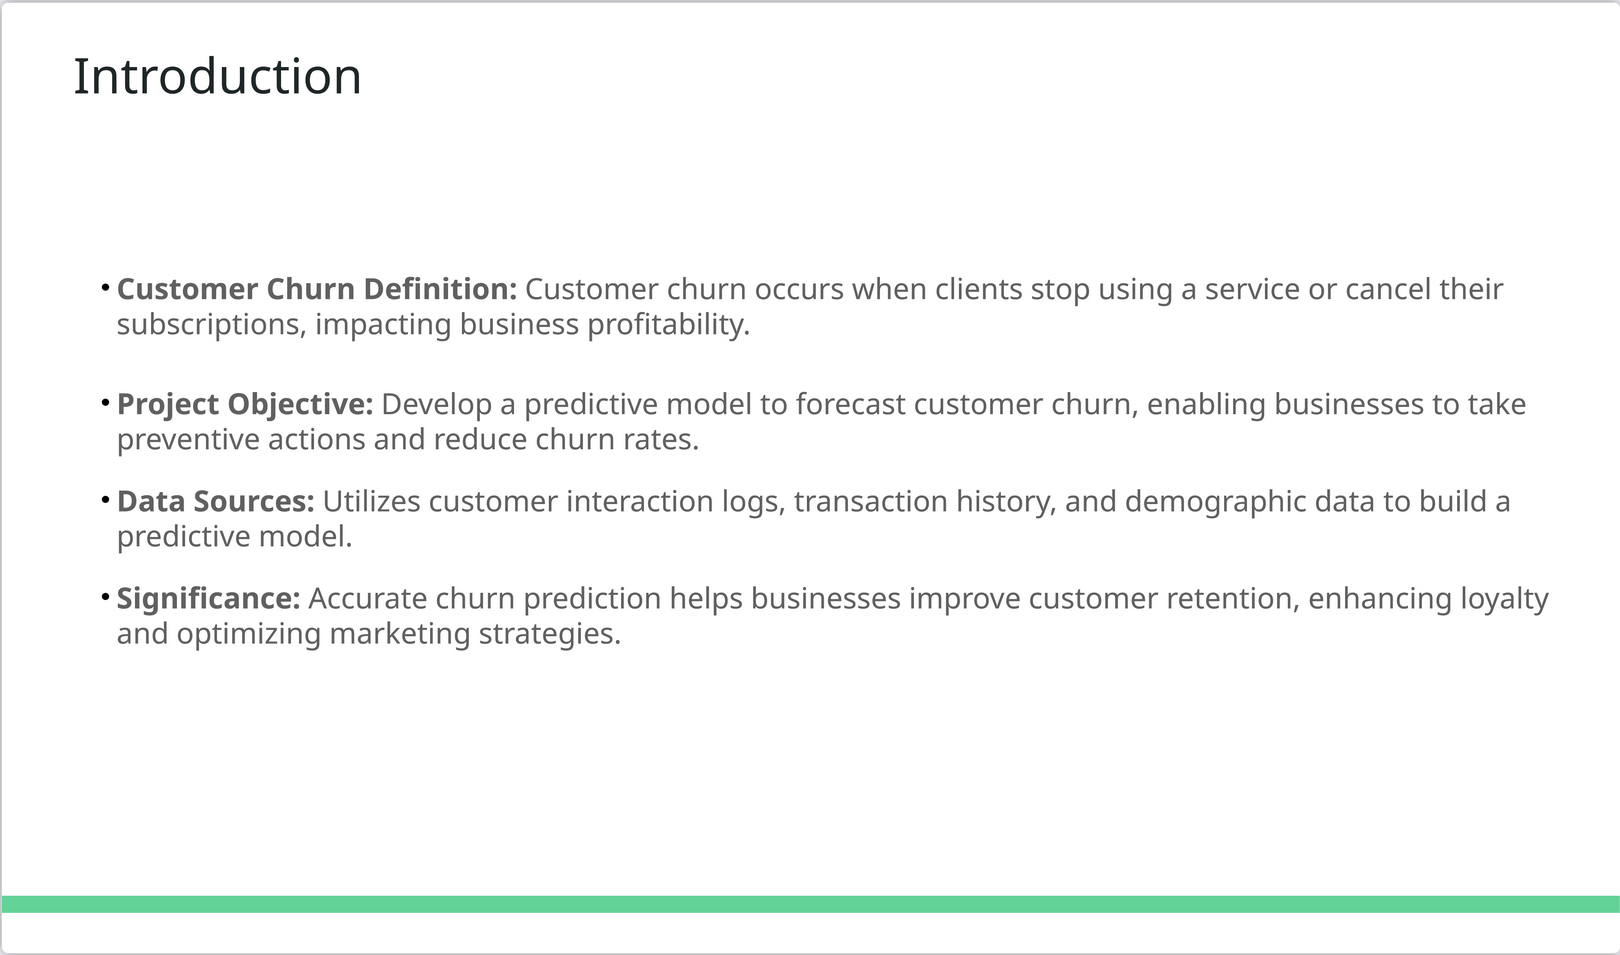 Introduction
• Customer Churn Definition: Customer churn occurs when clients stop using a service or cancel their
subscriptions, impacting business profitability.
• Project Objective: Develop a predictive model to forecast customer churn, enabling businesses to take
preventive actions and reduce churn rates.
• Data Sources: Utilizes customer interaction logs, transaction history, and demographic data to build a
predictive model.
• Significance: Accurate churn prediction helps businesses improve customer retention, enhancing loyalty
and optimizing marketing strategies.